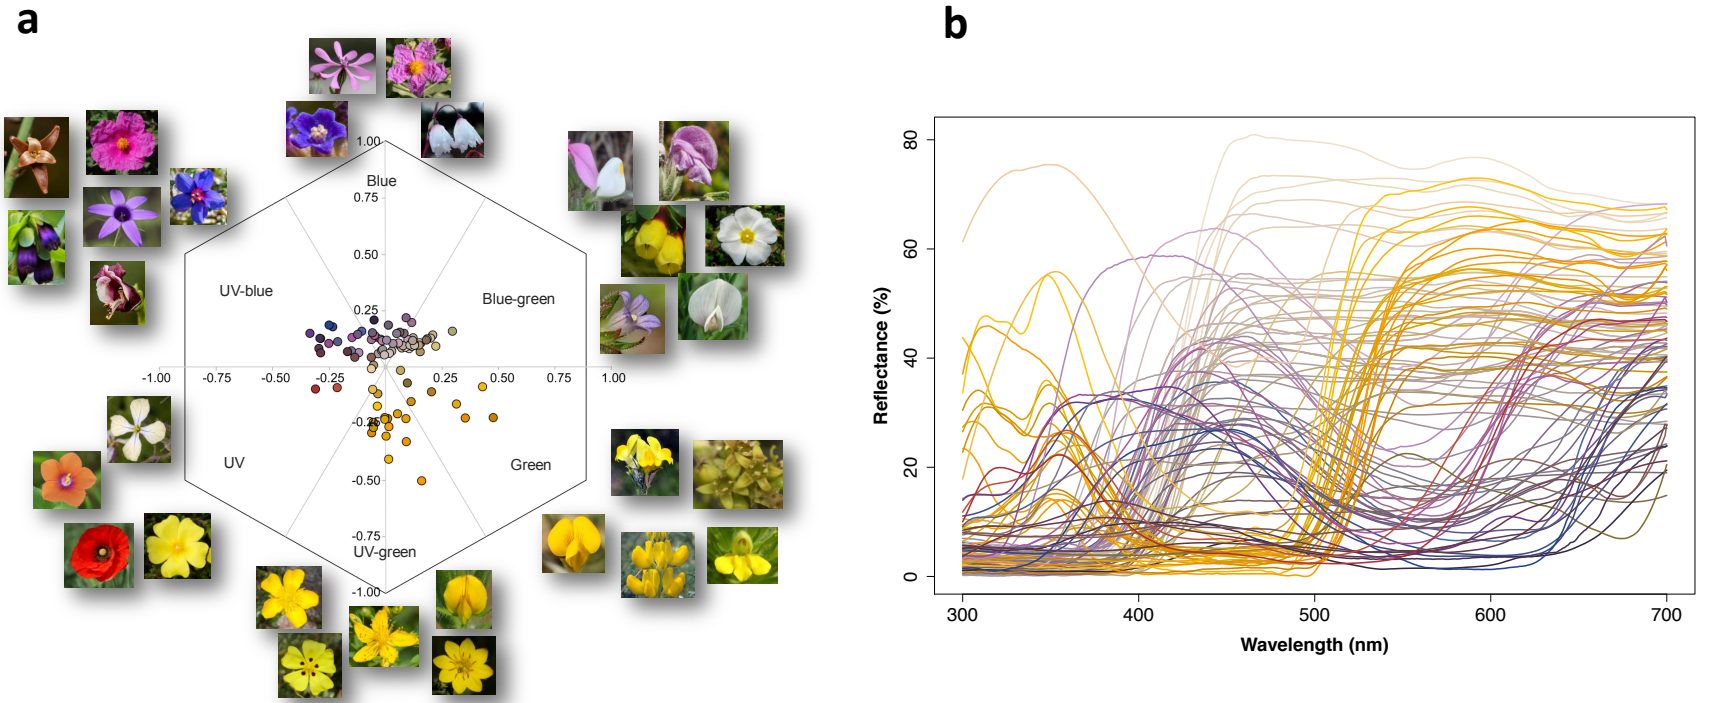 a
b
1.00
Blue
0.75
0.50
UV-blue
Blue-green
0.25
-1.00 -0.75 -0.50 -0.25 0.25 0.50 0.75 1.00
-0.25
UV
Green
-0.50
-0.75
UV-green
-1.00
80
60
40
20
0
Reflectance (%)
300 400 500 600 700
Wavelength (nm)